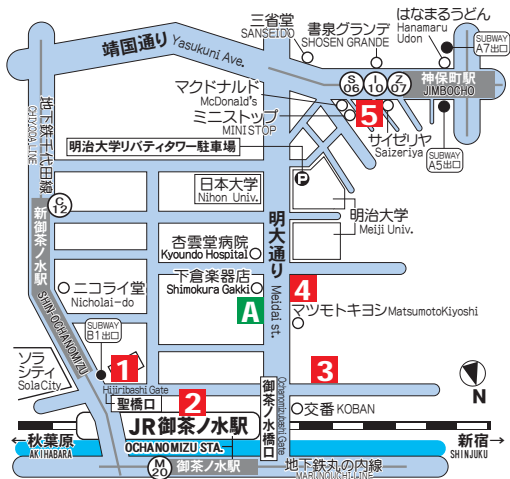 三省堂
SANSEIDO
書泉グランデ
SHOSEN GRANDE
はなまるうどん
Hanamaru
Udon
SUBWAY
A7出口
靖国通り Yasukuni Ave.
S
06
I
10
Z
07
神保町駅
JIMBOCHO
マクドナルド
McDonald's
ミニストップ
MINISTOP
5
サイゼリヤ
Saizeriya
SUBWAY
A5出口
地下鉄千代田線
CHIYODA LINE
明治大学リバティタワー駐車場
P
日本大学
Nihon Univ.
明大通り
Meidai st.
明治大学
Meiji Univ.
C
12
新御茶ノ水駅
SHIN-OCHANOMIZU
杏雲堂病院
Kyoundo Hospital
ニコライ堂
Nicholai-do
下倉楽器店
Shimokura Gakki
A
4
マツモトキヨシ MatsumotoKiyoshi
SUBWAY
B1出口
ソラ
シティ
SolaCity
1
Hijiribashi Gate
聖橋口
2
3
御茶ノ水橋口
Ochanomibashi Gate
交番 KOBAN
N
JR御茶ノ水駅
OCHANOMIZU STA.
←秋葉原
AKIHABARA
新宿→
SHINJUKU
M
20
御茶ノ水駅
地下鉄丸の内線
MARUNOUCHI LINE